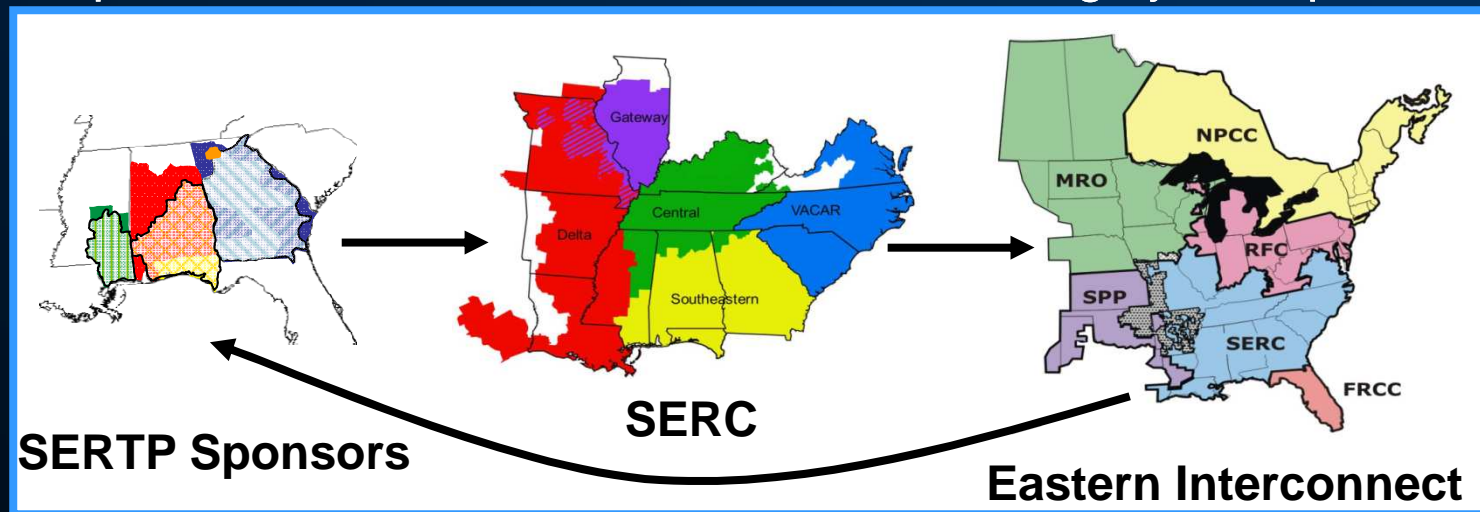 Gateway
Central
VACAR
Delta
Southeastern
NPCC
MRO
RFC
SPP
SERC
FRCC
SERC
SERTP Sponsors
Eastern Interconnect